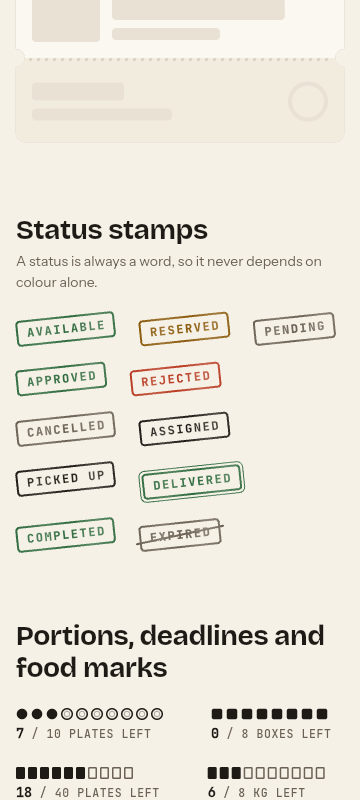 Status stamps
A status is always a word, so it never depends on
colour alone.
AVAILABLE RESERVED PENDING
APPROVED REJECTED
CANCELLED ASSIGNED
PICKED UP DELIVERED
COMPLETED EXPIRED
Portions, deadlines and
food marks
7 / 10 PLATES LEFT 0 / 8 BOXES LEFT
18 / 40 PLATES LEFT 6 / 8 KG LEFT